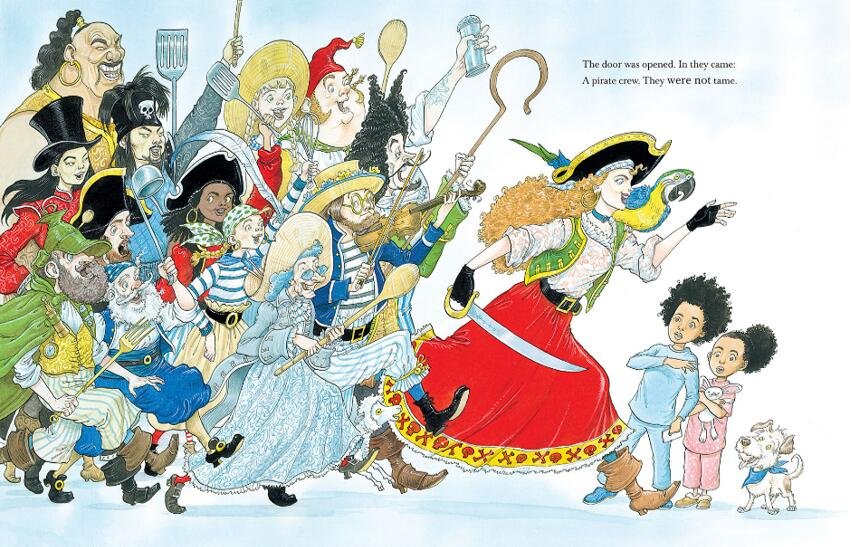 The door was opened. In they came:
A pirate crew. They were not tame.